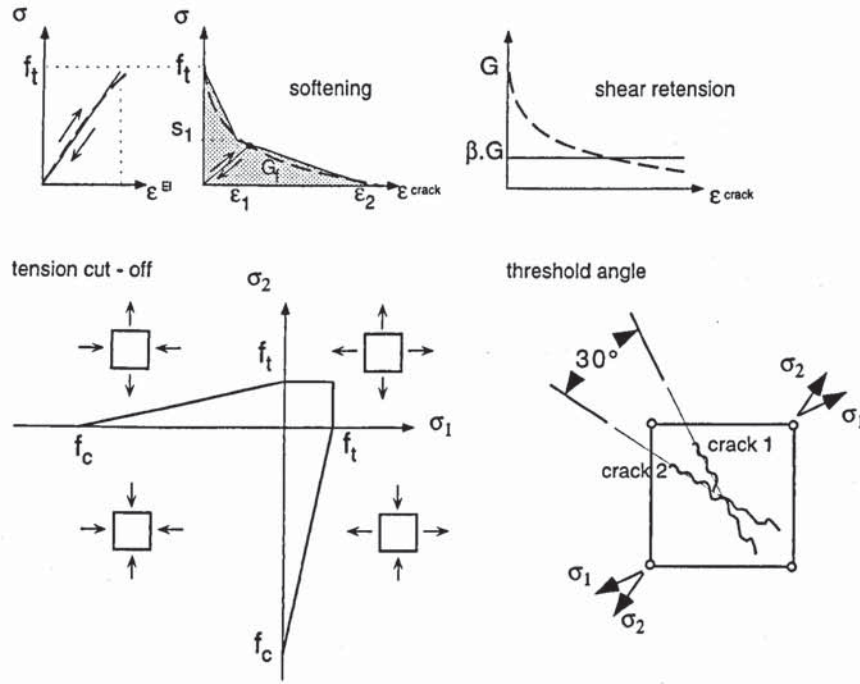 σ
f_t
ε^El
σ
f_t
s_1
softening
G_f
ε_1
ε_2
ε^crack
G
β.G
shear retension
ε^crack
tension cut - off
σ_2
f_t
f_c
f_t
σ_1
f_c
threshold angle
30°
σ_2
σ_1
crack 1
crack 2
σ_1
σ_2